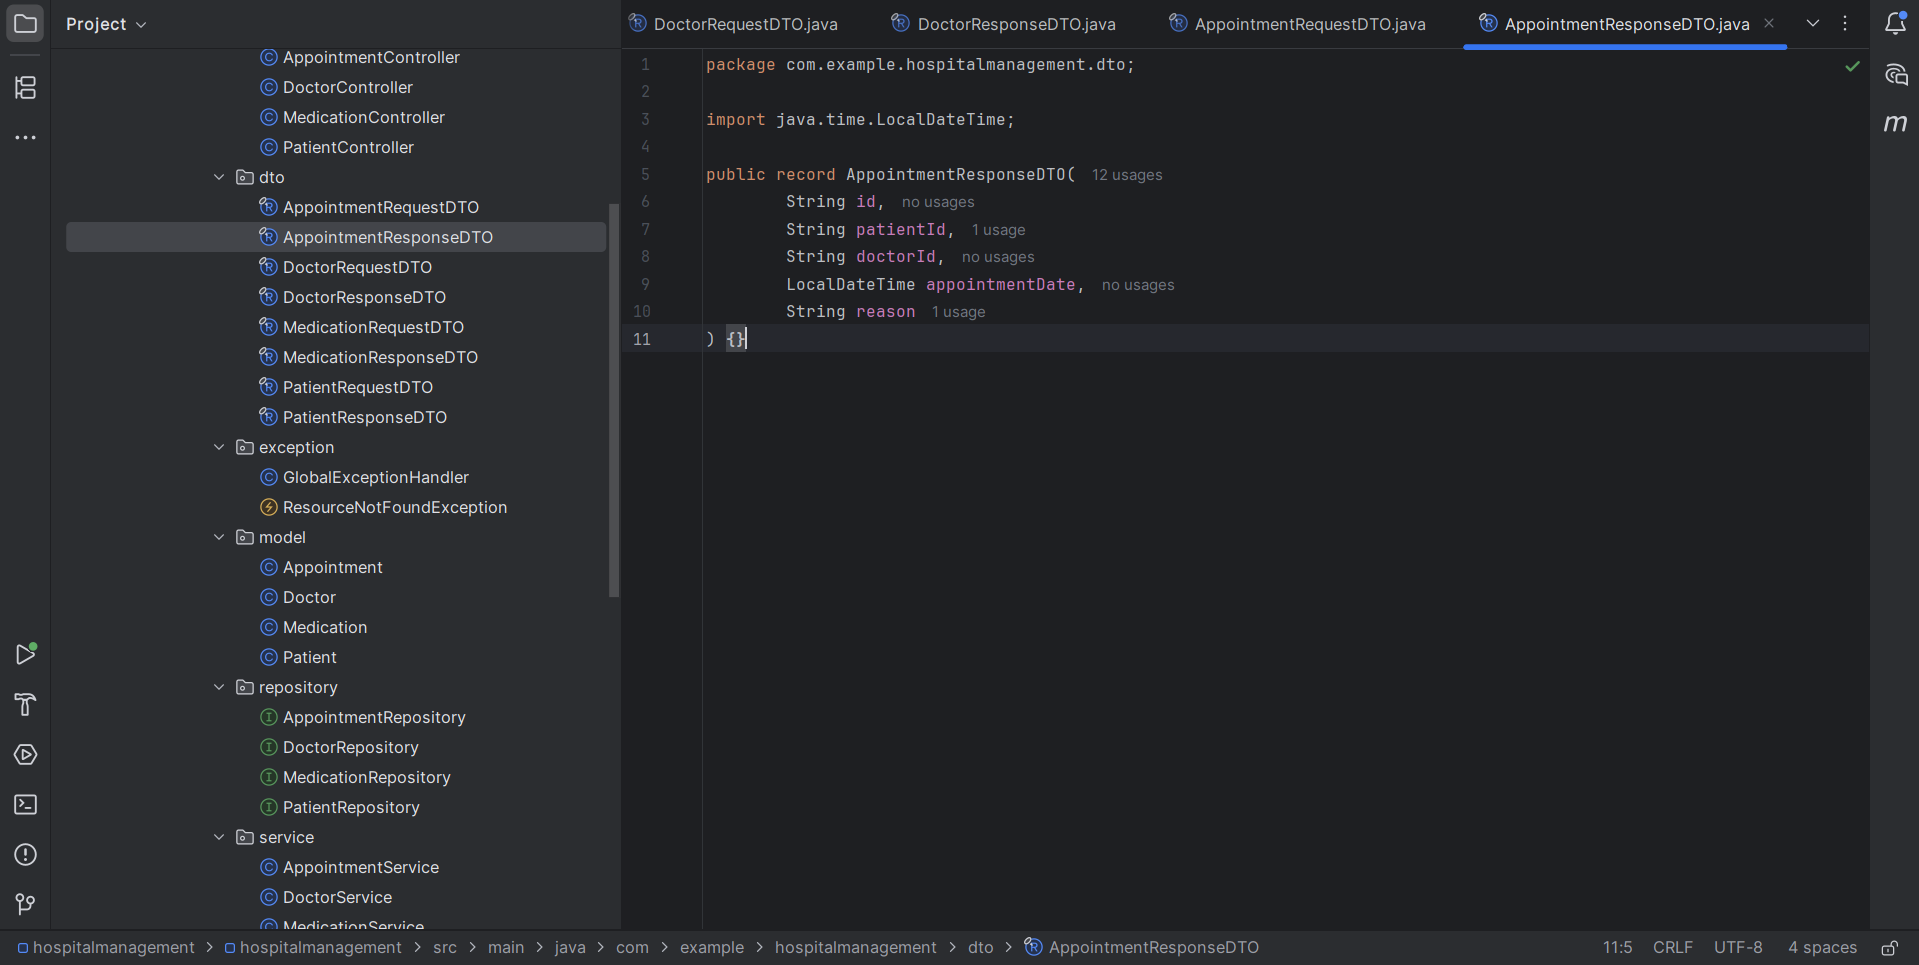 Project
AppointmentController
DoctorController
MedicationController
PatientController
dto
AppointmentRequestDTO
AppointmentResponseDTO
DoctorRequestDTO
DoctorResponseDTO
MedicationRequestDTO
MedicationResponseDTO
PatientRequestDTO
PatientResponseDTO
exception
GlobalExceptionHandler
ResourceNotFoundException
model
Appointment
Doctor
Medication
Patient
repository
AppointmentRepository
DoctorRepository
MedicationRepository
PatientRepository
service
AppointmentService
DoctorService
MedicationService
DoctorRequestDTO.java DoctorResponseDTO.java AppointmentRequestDTO.java AppointmentResponseDTO.java
1 package com.example.hospitalmanagement.dto;
2
3 import java.time.LocalDateTime;
4
5 public record AppointmentResponseDTO( 12 usages
6 String id, no usages
7 String patientId, 1 usage
8 String doctorId, no usages
9 LocalDateTime appointmentDate, no usages
10 String reason 1 usage
11 ) {}
m
hospitalmanagement > hospitalmanagement > src > main > java > com > example > hospitalmanagement > dto > AppointmentResponseDTO 11:5 CRLF UTF-8 4 spaces